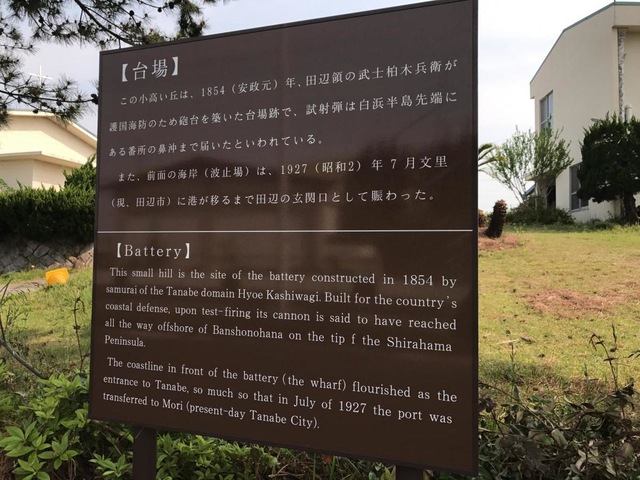 【台場】
この小高い丘は、1854（安政元）年、田辺領の武士柏木兵衛が
護国海防のため砲台を築いた台場跡で、試射弾は白浜半島先端に
ある番所の鼻沖まで届いたといわれている。
また、前面の海岸（波止場）は、1927（昭和2）年7月文里
（現、田辺市）に港が移るまで田辺の玄関口として賑わった。
【Battery】
This small hill is the site of the battery constructed in 1854 by
samurai of the Tanabe domain Hyoe Kashiwagi. Built for the country's
coastal defense, upon test-firing its cannon is said to have reached
all the way offshore of Banshonohana on the tip f the Shirahama
Peninsula.
The coastline in front of the battery (the wharf) flourished as the
entrance to Tanabe, so much so that in July of 1927 the port was
transferred to Mori (present-day Tanabe City).